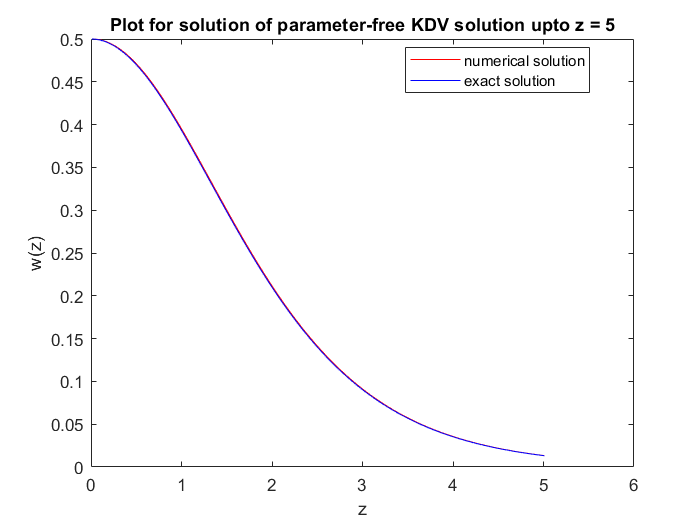 Plot for solution of parameter-free KDV solution upto z = 5
numerical solution
exact solution
0.5
0.45
0.4
0.35
0.3
0.25
0.2
0.15
0.1
0.05
0
w(z)
0 1 2 3 4 5 6
z